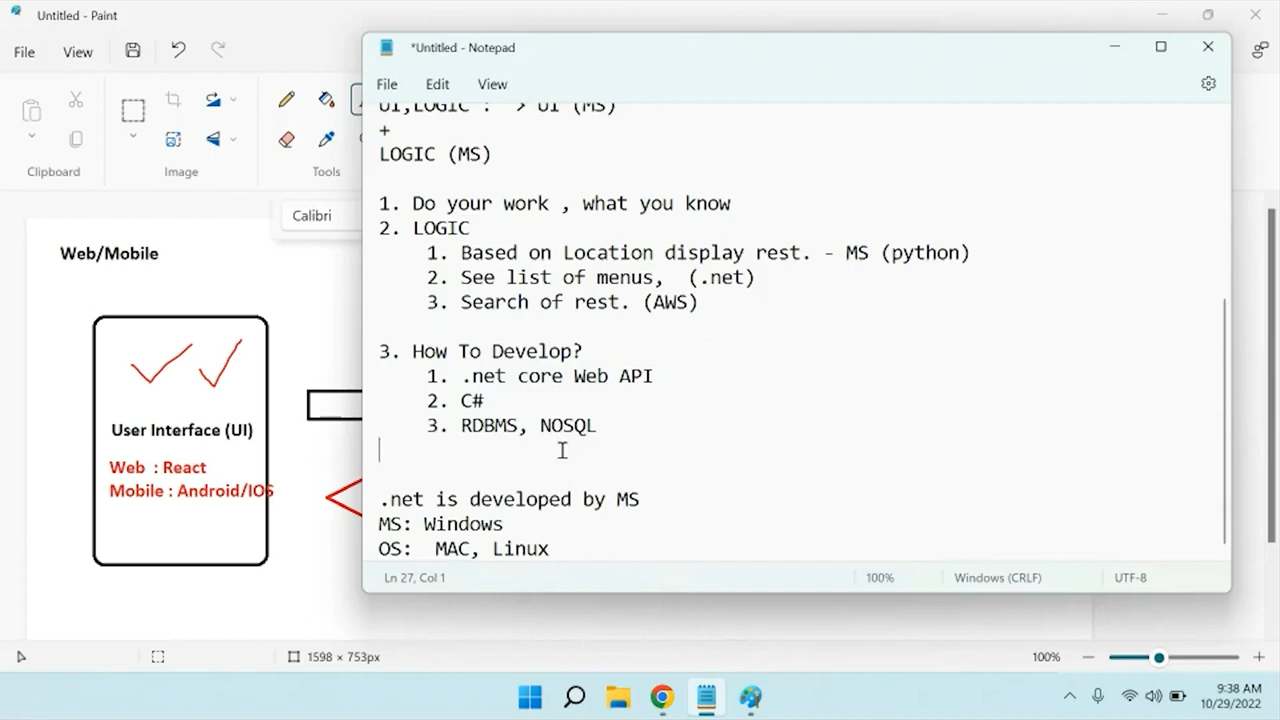 Untitled - Paint
File
View
Clipboard
Image
Tools
Calibri
Web/Mobile
User Interface (UI)
Web : React
Mobile : Android/IOS
*Untitled - Notepad
File
Edit
View
UI,LOGIC : > UI (MS)
+
LOGIC (MS)
1. Do your work , what you know
2. LOGIC
1. Based on Location display rest. - MS (python)
2. See list of menus, (.net)
3. Search of rest. (AWS)
3. How To Develop?
1. .net core Web API
2. C#
3. RDBMS, NOSQL
.net is developed by MS
MS: Windows
OS: MAC, Linux
Ln 27, Col 1
100%
Windows (CRLF)
UTF-8
1598 × 753px
100%
9:38 AM
10/29/2022